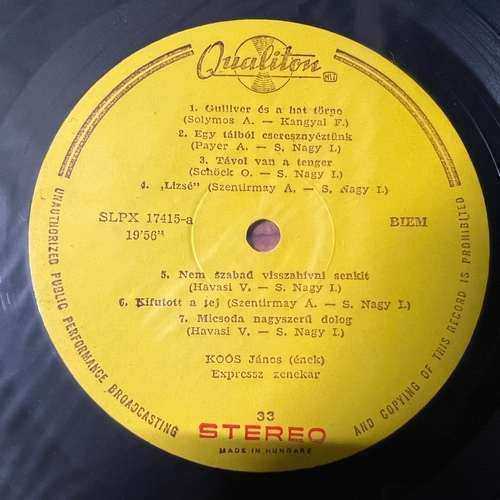 Qualiton
1. Gulliver és a hat törpe
(Solymos A. — Kangyal F.)
2. Egy tálból cseresznyéztünk
(Payer A. — S. Nagy I.)
3. Távol van a tenger
(Schöck O. — S. Nagy I.)
4. „Lizsé” (Szentirmay A. — S. Nagy I.)
SLPX 17415-a
19'56"
BIEM
5. Nem szabad visszahívni senkit
(Havasi V. — S. Nagy I.)
6. Kifutott a tej (Szentirmay A. — S. Nagy I.)
7. Micsoda nagyszerű dolog
(Havasi V. — S. Nagy I.)
KOÓS János (ének)
Expressz zenekar
33
STEREO
MADE IN HUNGARY
UNAUTHORIZED PUBLIC PERFORMANCE BROADCASTING AND COPYING OF THIS RECORD IS PROHIBITED